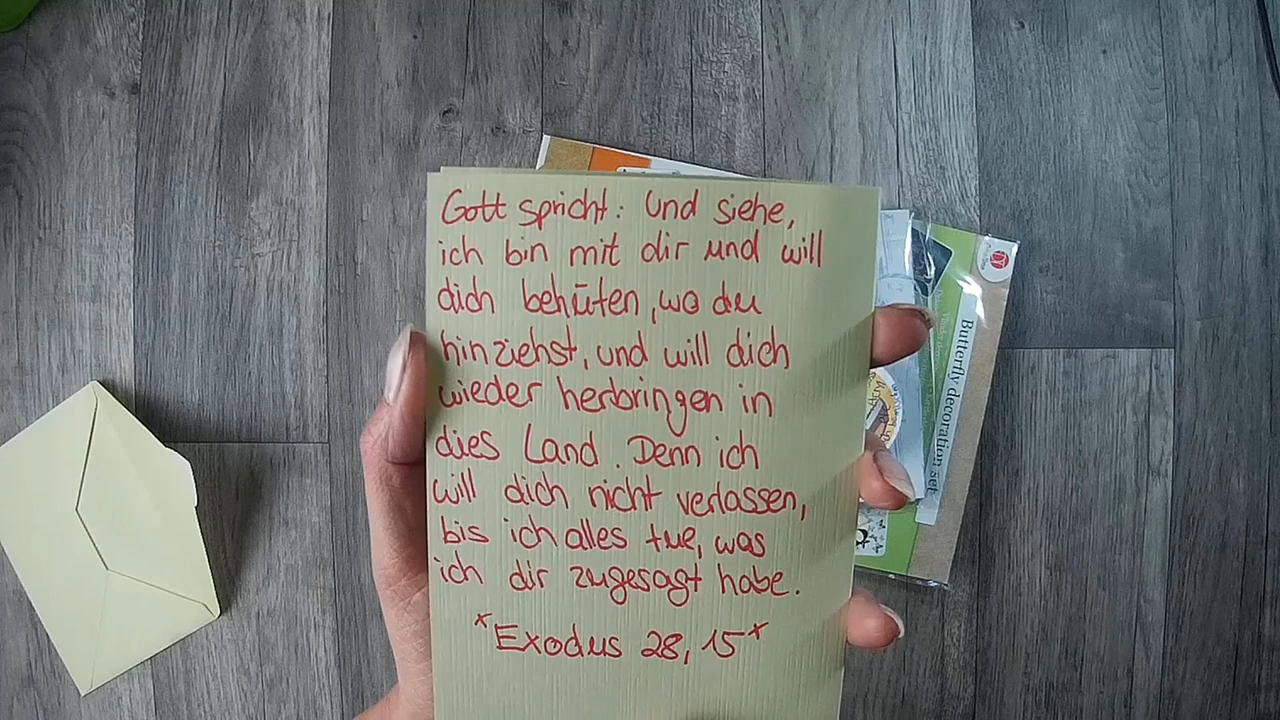 Gott spricht: Und siehe,
ich bin mit dir und will
dich behüten, wo du
hinziehst, und will dich
wieder herbringen in
dies Land. Denn ich
will dich nicht verlassen,
bis ich alles tue, was
ich dir zugesagt habe.
*Exodus 28, 15*
Butterfly decoration set